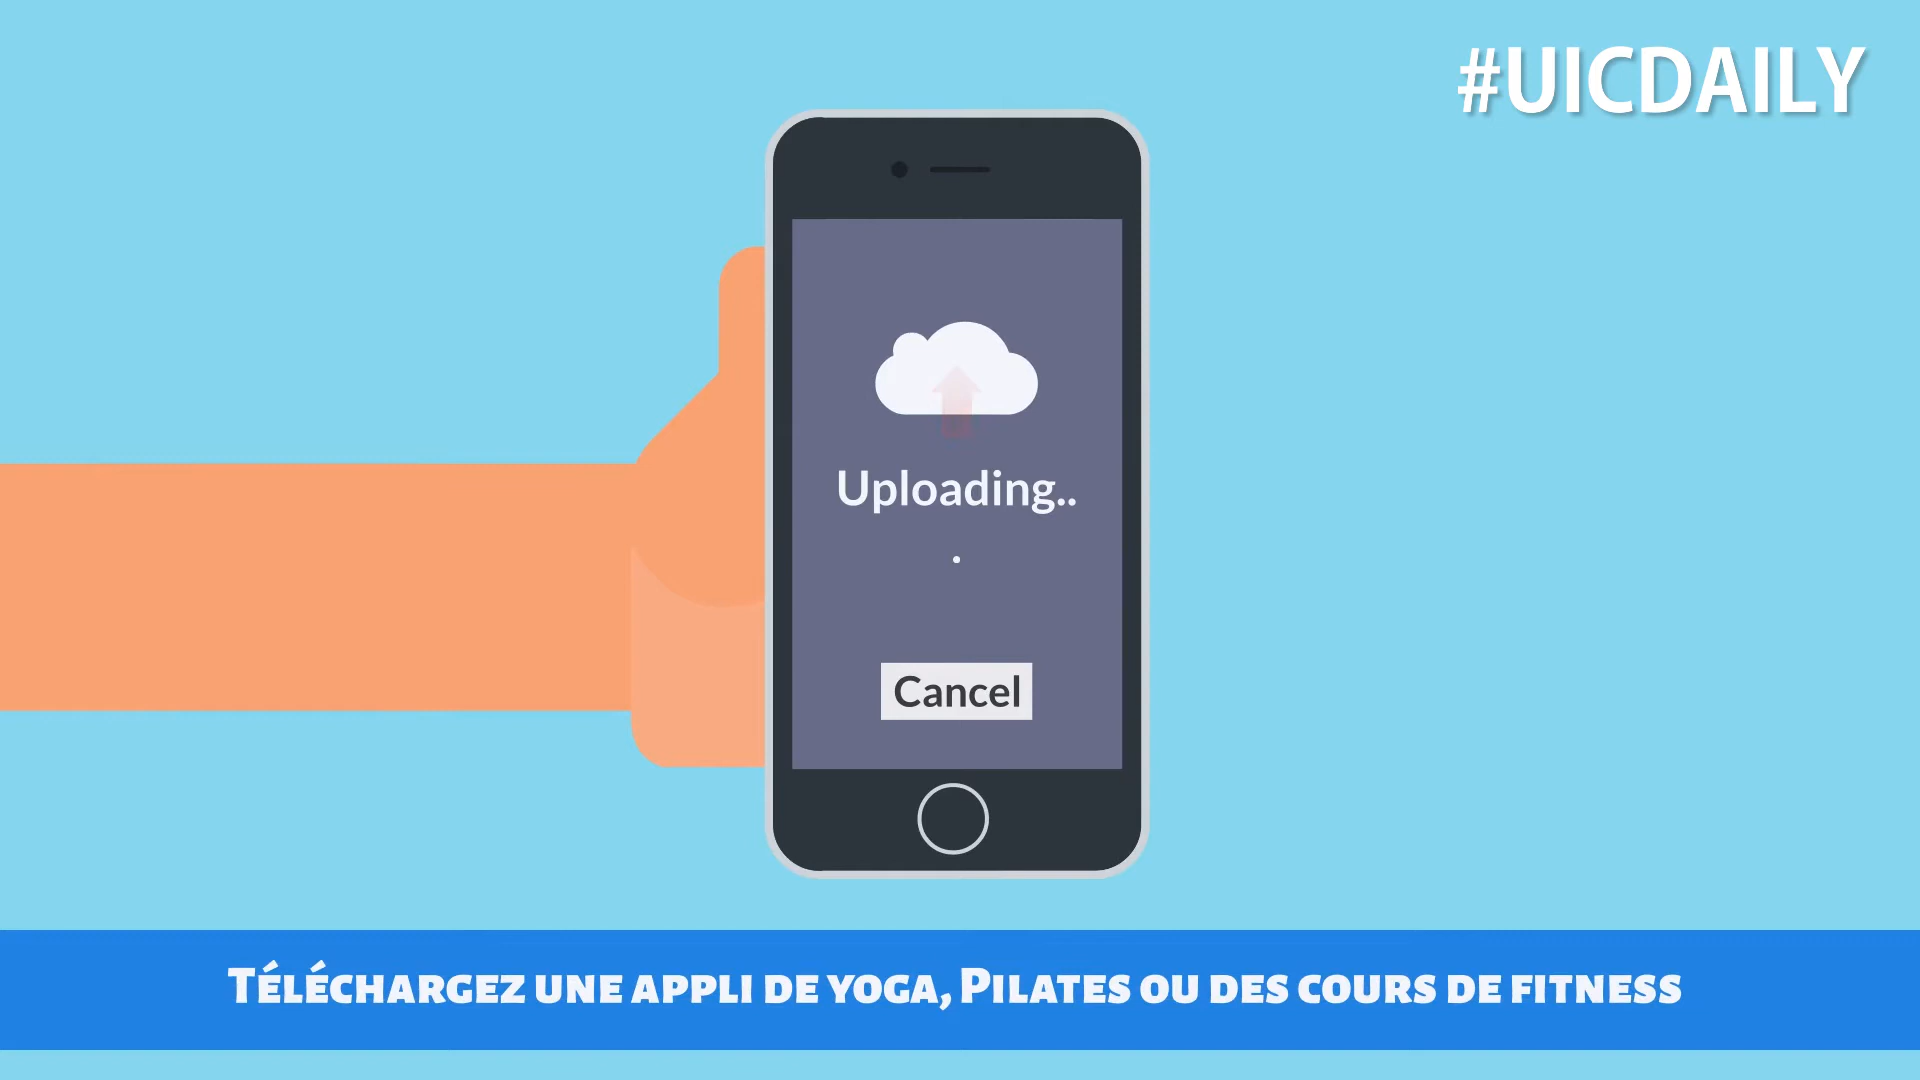 #UICDAILY
Uploading..
Cancel
Téléchargez une appli de yoga, Pilates ou des cours de fitness